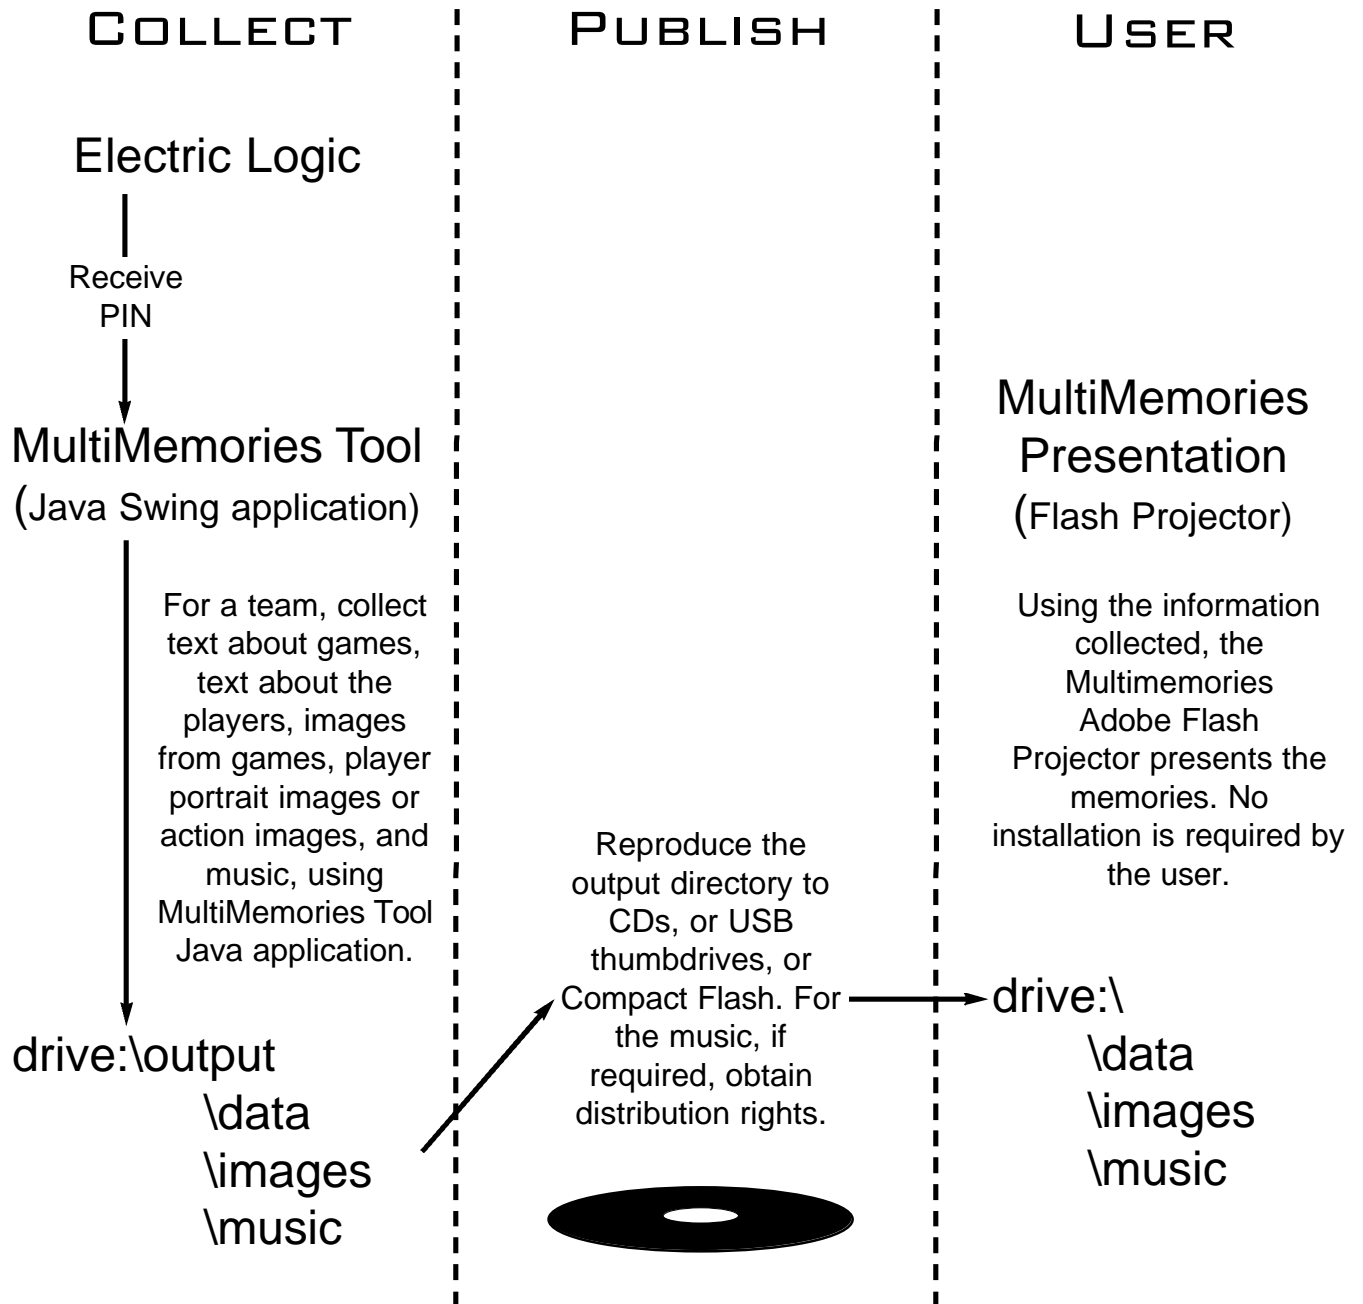 COLLECT
Electric Logic
Receive
PIN
MultiMemories Tool
(Java Swing application)
For a team, collect
text about games,
text about the
players, images
from games, player
portrait images or
action images, and
music, using
MultiMemories Tool
Java application.
drive:\output
\data
\images
\music
PUBLISH
Reproduce the
output directory to
CDs, or USB
thumbdrives, or
Compact Flash. For
the music, if
required, obtain
distribution rights.
USER
MultiMemories
Presentation
(Flash Projector)
Using the information
collected, the
Multimemories
Adobe Flash
Projector presents the
memories. No
installation is required by
the user.
drive:\
\data
\images
\music